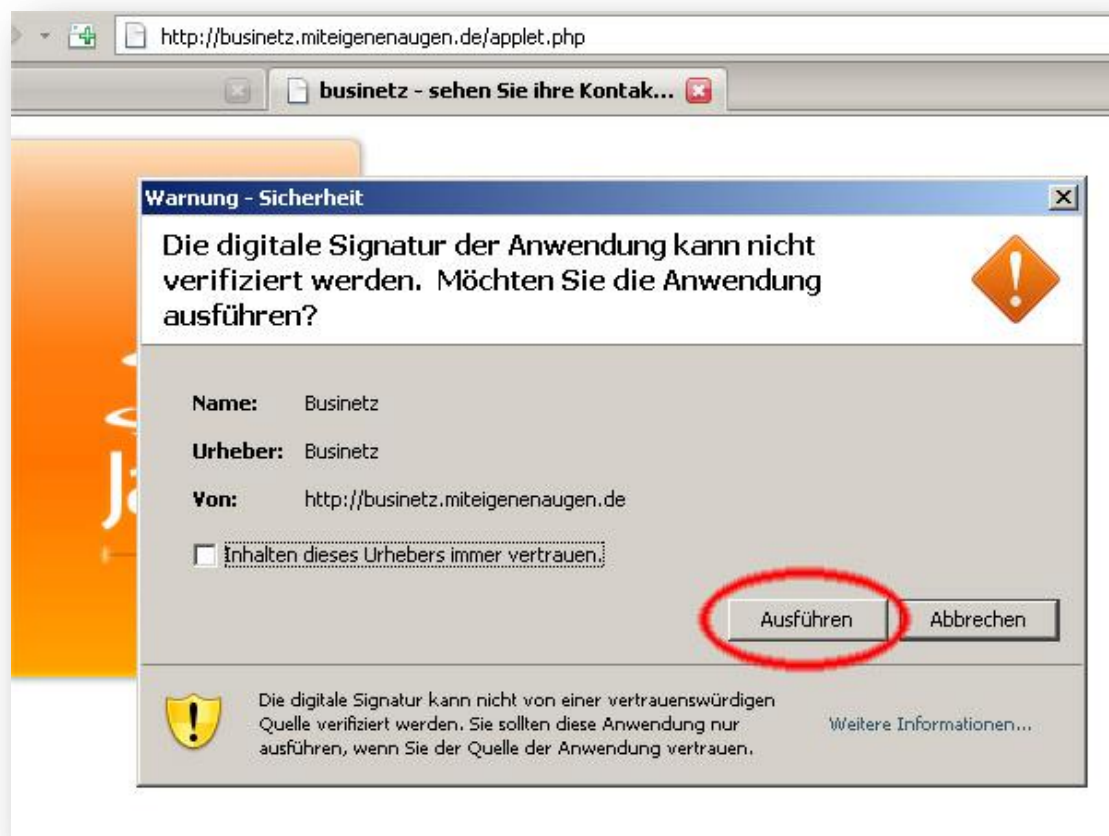 http://businetz.miteigenenaugen.de/applet.php
businetz - sehen Sie ihre Kontak...
Warnung - Sicherheit
Die digitale Signatur der Anwendung kann nicht
verifiziert werden. Möchten Sie die Anwendung
ausführen?
Name: Businetz
Urheber: Businetz
Von: http://businetz.miteigenenaugen.de
Inhalten dieses Urhebers immer vertrauen.
Ausführen Abbrechen
Die digitale Signatur kann nicht von einer vertrauenswürdigen
Quelle verifiziert werden. Sie sollten diese Anwendung nur
ausführen, wenn Sie der Quelle der Anwendung vertrauen.
Weitere Informationen...